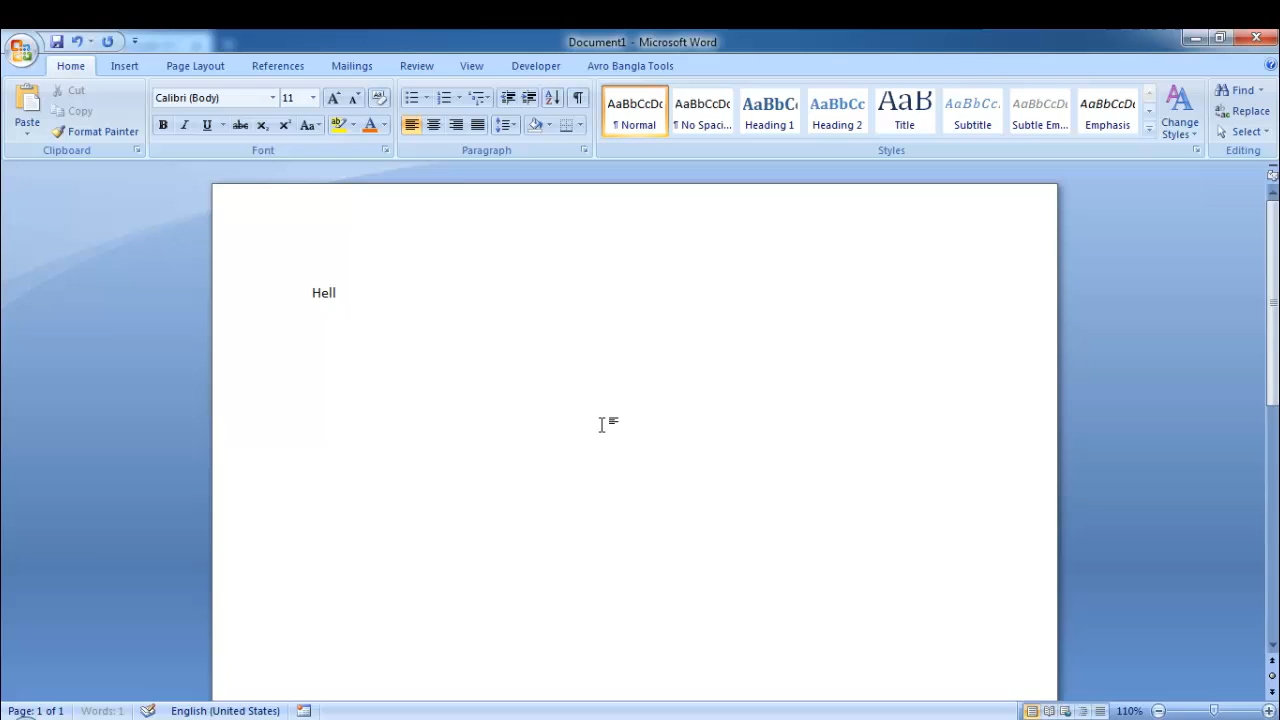 Document1 - Microsoft Word
Home Insert Page Layout References Mailings Review View Developer Avro Bangla Tools
Paste
Cut
Copy
Format Painter
Clipboard
Calibri (Body) 11
Font
Paragraph
AaBbCcDc AaBbCcDc AaBbC AaBbCc AaB AaBbCc. AaBbCcDi AaBbCcDi
¶ Normal ¶ No Spaci... Heading 1 Heading 2 Title Subtitle Subtle Em... Emphasis
Change
Styles
Styles
Find
Replace
Select
Editing
Hell
Page: 1 of 1 Words: 1 English (United States) 110%